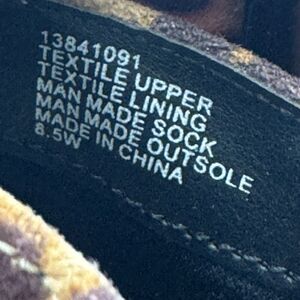 13841091
TEXTILE UPPER
TEXTILE LINING
MAN MADE SOCK
MAN MADE OUTSOLE
MADE IN CHINA
8.5W